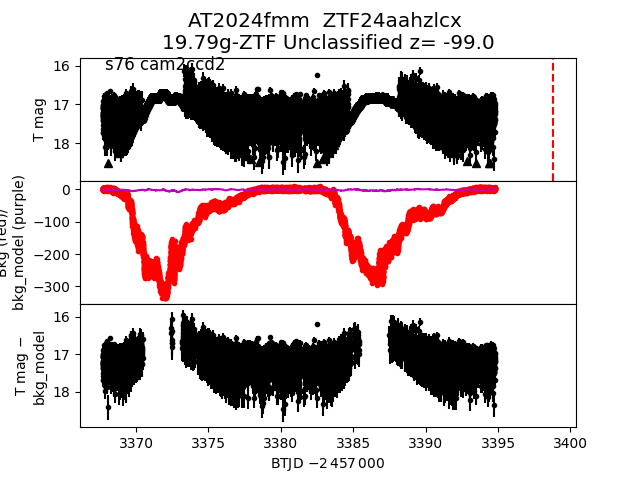 AT2024fmm  ZTF24aahzlcx
19.79g-ZTF Unclassified z= -99.0
s76 cam2ccd2
16
17
18
T mag
0
−100
−200
−300
Bkg (red)/
bkg_model (purple)
16
17
18
T mag −
bkg_model
3370
3375
3380
3385
3390
3395
3400
BTJD −2 457 000